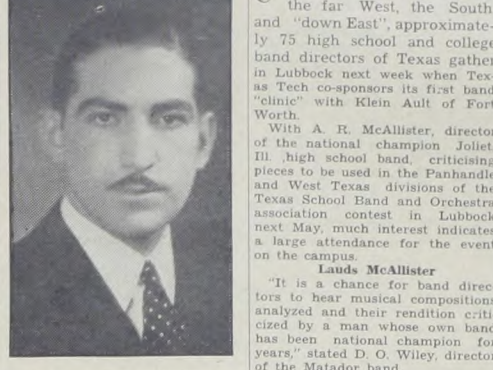 the far West, the South
and "down East", approximate-
ly 75 high school and college
band directors of Texas gather
in Lubbock next week when Tex
as Tech co-sponsors its first band
"clinic" with Klein Ault of Fort
Worth.
With A. R. McAllister, director
of the national champion Joliet,
Ill. ,high school band, criticising
pieces to be used in the Panhandle
and West Texas divisions of the
Texas School Band and Orchestra
association contest in Lubbock
next May, much interest indicates
a large attendance for the event
on the campus.
Lauds McAllister
"It is a chance for band direc
tors to hear musical compositions
analyzed and their rendition criti
cized by a man whose own band
has been national champion for
years," stated D. O. Wiley, director
of the Matador band